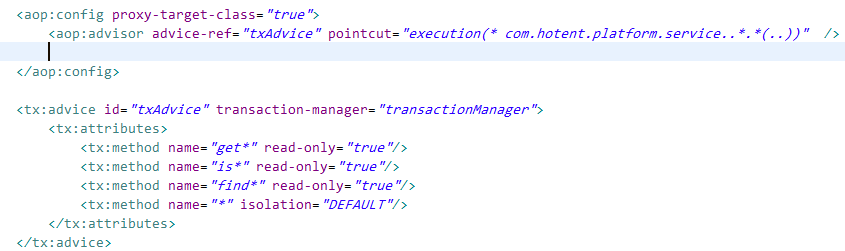 <aop:config proxy-target-class="true">
<aop:advisor advice-ref="txAdvice" pointcut="execution(* com.hotent.platform.service..*.*(..))" />
</aop:config>
<tx:advice id="txAdvice" transaction-manager="transactionManager">
<tx:attributes>
<tx:method name="get*" read-only="true"/>
<tx:method name="is*" read-only="true"/>
<tx:method name="find*" read-only="true"/>
<tx:method name="*" isolation="DEFAULT"/>
</tx:attributes>
</tx:advice>